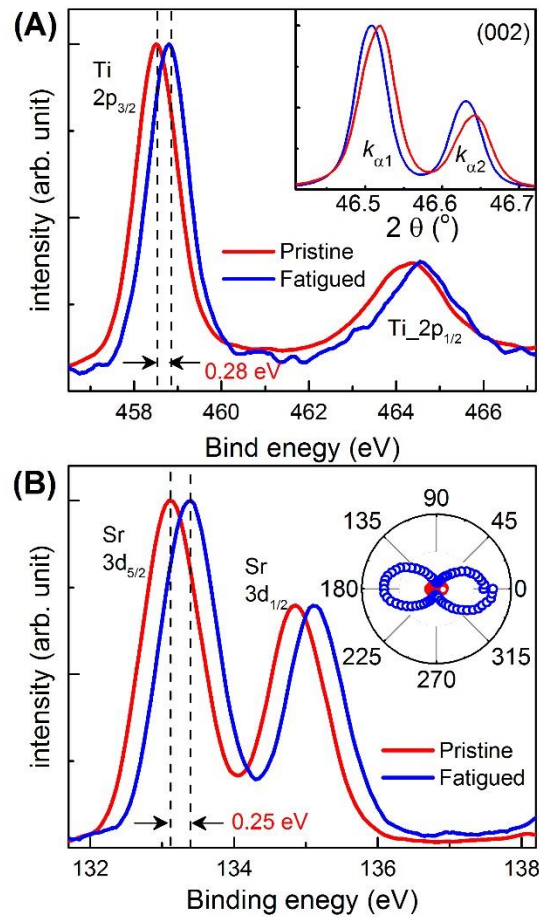 (A)
Ti
2p3/2
(002)
kα1
kα2
46.5 46.6 46.7
2 θ (°)
intensity (arb. unit)
Pristine
Fatigued
Ti_2p1/2
0.28 eV
458 460 462 464 466
Bind enegy (eV)
(B)
Sr
3d5/2
Sr
3d1/2
90
135 45
180 0
225 315
270
intensity (arb. unit)
Pristine
Fatigued
0.25 eV
132 134 136 138
Binding energy (eV)